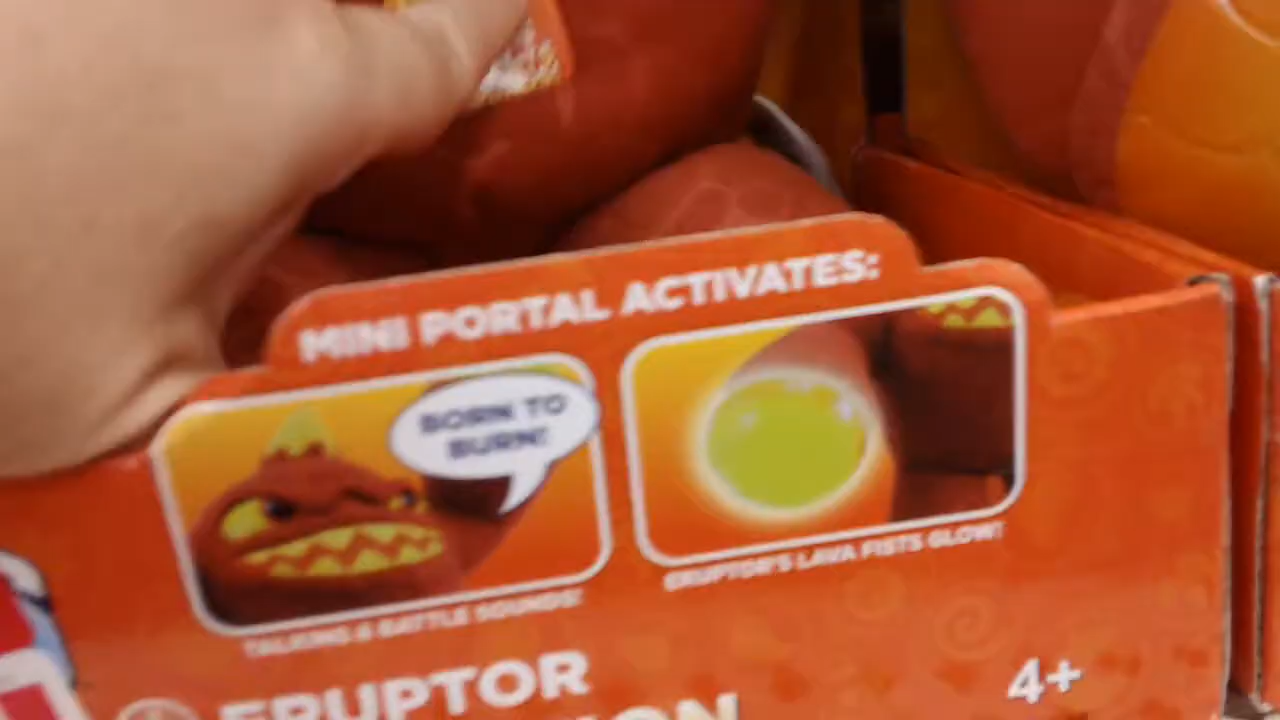 MINI PORTAL ACTIVATES:
BORN TO
BURN!
TALKING & BATTLE SOUNDS!
ERUPTOR'S LAVA FISTS GLOW!
ERUPTOR
4+